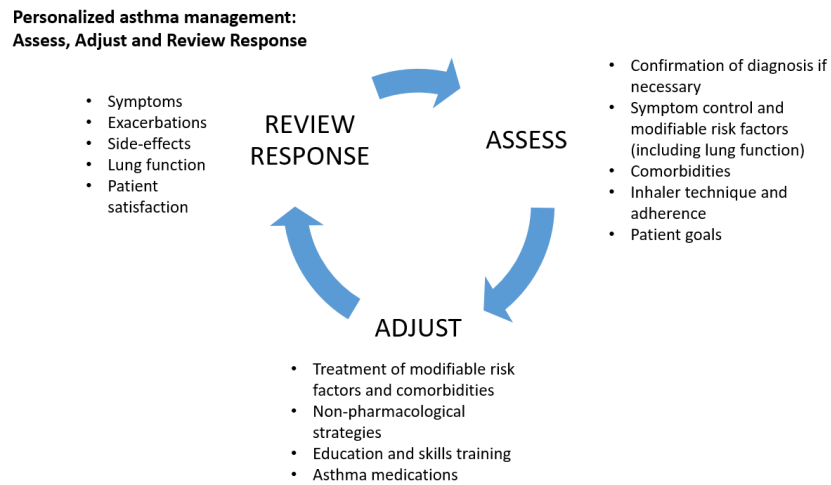 Personalized asthma management:
Assess, Adjust and Review Response
• Symptoms
• Exacerbations
• Side-effects
• Lung function
• Patient
satisfaction
REVIEW
RESPONSE
ASSESS
• Confirmation of diagnosis if
necessary
• Symptom control and
modifiable risk factors
(including lung function)
• Comorbidities
• Inhaler technique and
adherence
• Patient goals
ADJUST
• Treatment of modifiable risk
factors and comorbidities
• Non-pharmacological
strategies
• Education and skills training
• Asthma medications